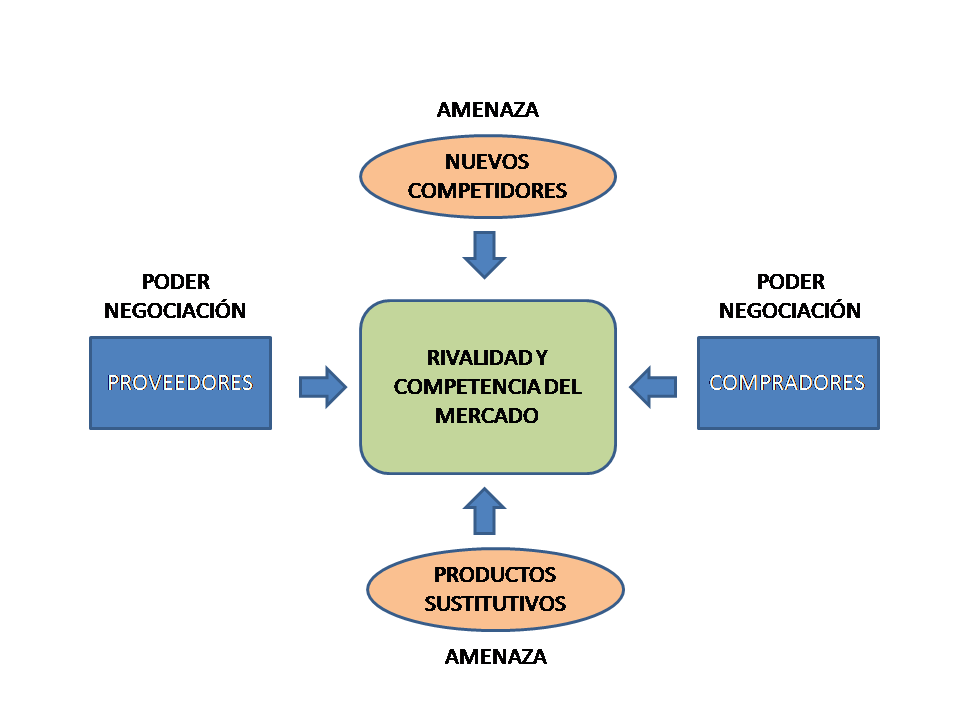 AMENAZA
NUEVOS
COMPETIDORES
PODER
NEGOCIACIÓN
PROVEEDORES
RIVALIDAD Y
COMPETENCIA DEL
MERCADO
PODER
NEGOCIACIÓN
COMPRADORES
PRODUCTOS
SUSTITUTIVOS
AMENAZA